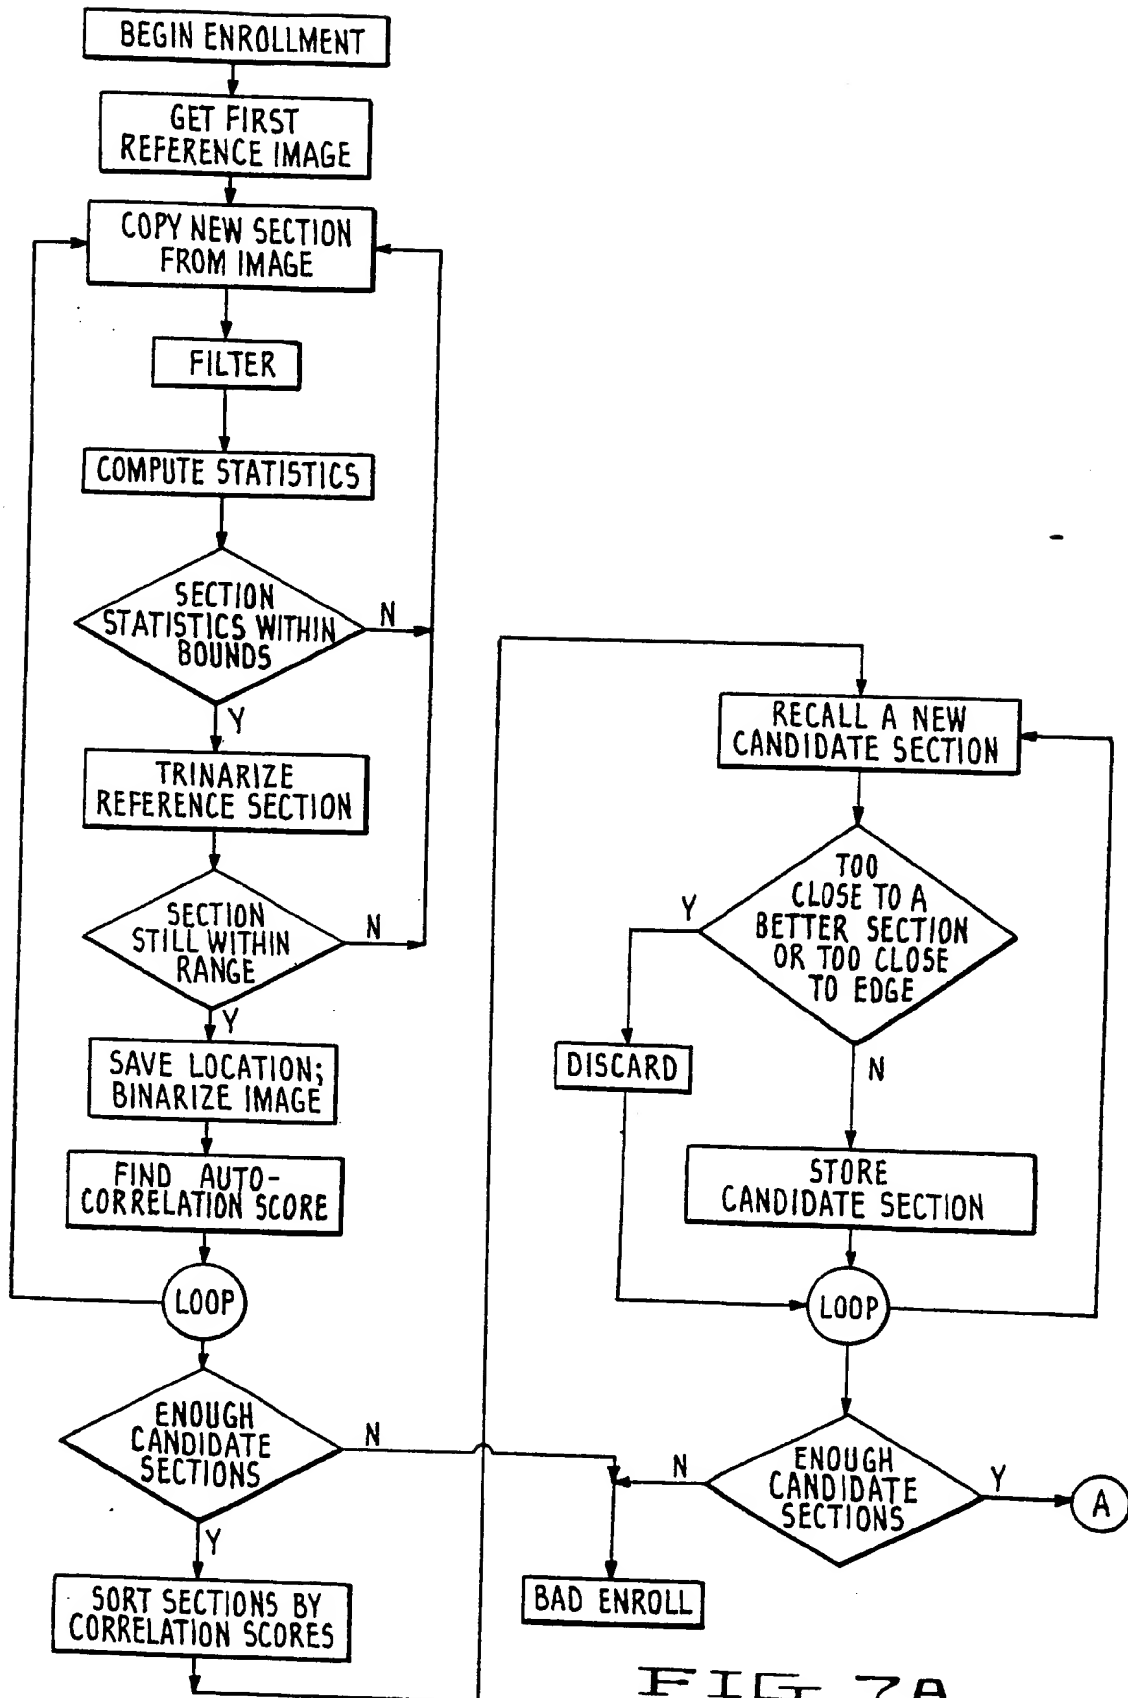 BEGIN ENROLLMENT
GET FIRST
REFERENCE IMAGE
COPY NEW SECTION
FROM IMAGE
FILTER
COMPUTE STATISTICS
SECTION
STATISTICS WITHIN
BOUNDS
N
Y
TRINARIZE
REFERENCE SECTION
SECTION
STILL WITHIN
RANGE
N
Y
SAVE LOCATION;
BINARIZE IMAGE
FIND AUTO-
CORRELATION SCORE
LOOP
ENOUGH
CANDIDATE
SECTIONS
N
Y
SORT SECTIONS BY
CORRELATION SCORES
RECALL A NEW
CANDIDATE SECTION
TOO
CLOSE TO A
BETTER SECTION
OR TOO CLOSE
TO EDGE
Y
N
DISCARD
STORE
CANDIDATE SECTION
LOOP
ENOUGH
CANDIDATE
SECTIONS
N
Y
A
BAD ENROLL
FIG 7A